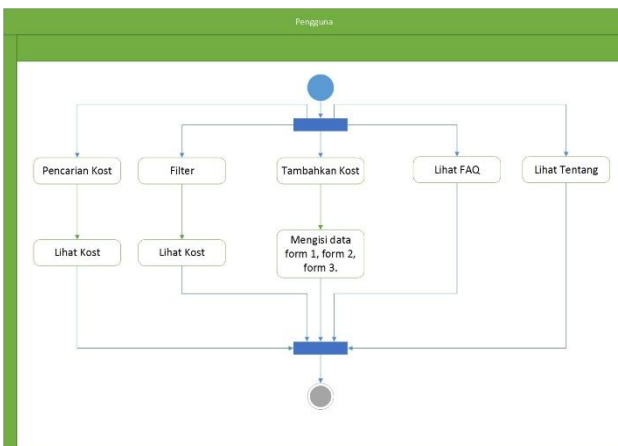 Pengguna
Pencarian Kost
Filter
Tambahkan Kost
Lihat FAQ
Lihat Tentang
Lihat Kost
Lihat Kost
Mengisi data
form 1, form 2,
form 3.